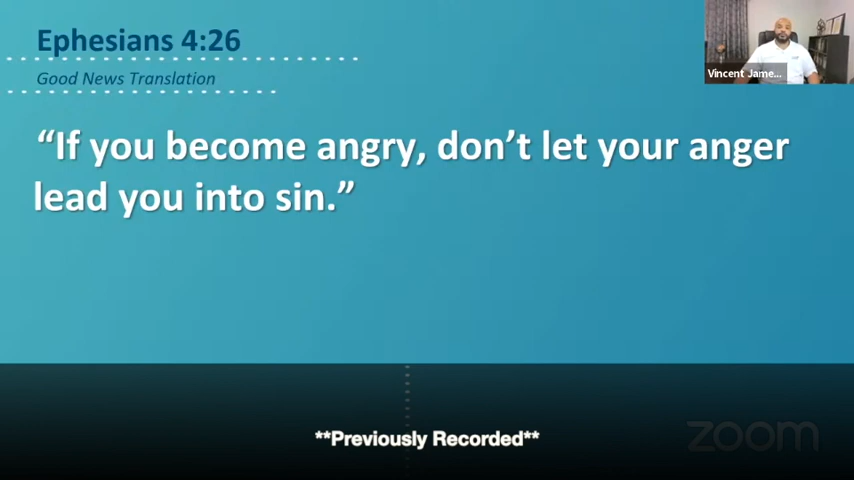 Ephesians 4:26
Good News Translation
Vincent Jame...
“If you become angry, don’t let your anger
lead you into sin.”
**Previously Recorded**
zoom